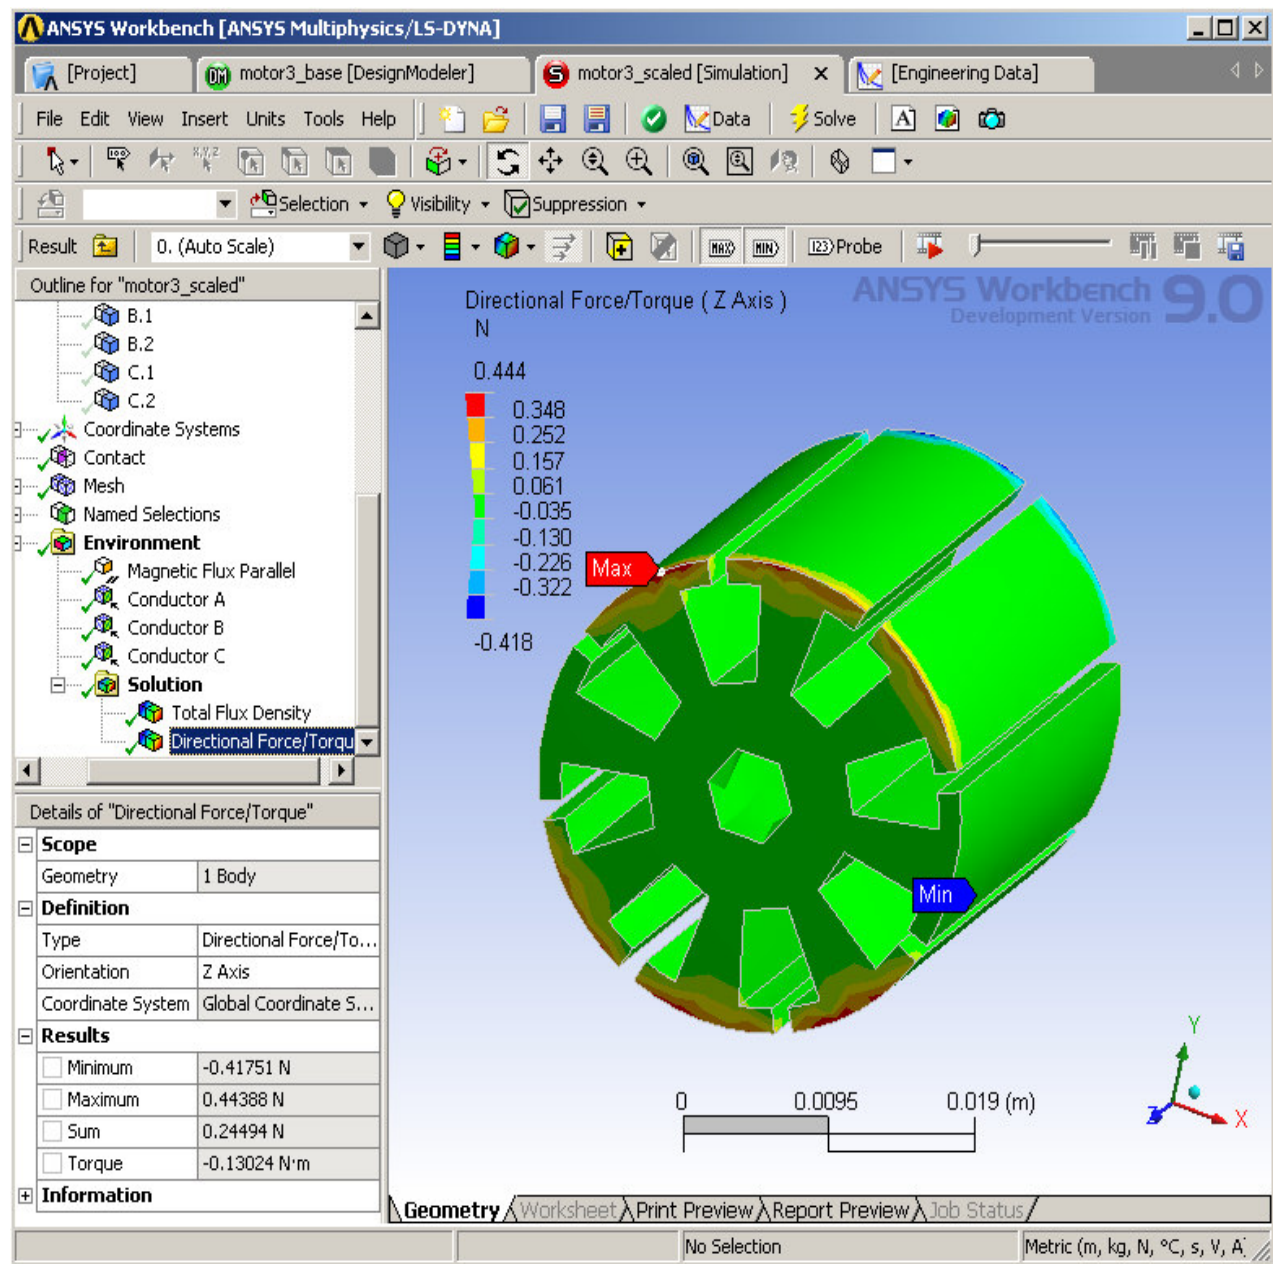 ANSYS Workbench [ANSYS Multiphysics/LS-DYNA]
[Project] motor3_base [DesignModeler] motor3_scaled [Simulation] [Engineering Data]
File Edit View Insert Units Tools Help Data Solve A
Selection Visibility Suppression
Result 0. (Auto Scale) MAX MIN 123 Probe
Outline for "motor3_scaled"
B.1
B.2
C.1
C.2
Coordinate Systems
Contact
Mesh
Named Selections
Environment
Magnetic Flux Parallel
Conductor A
Conductor B
Conductor C
Solution
Total Flux Density
Directional Force/Torqu
Details of "Directional Force/Torque"
Scope
Geometry 1 Body
Definition
Type Directional Force/To...
Orientation Z Axis
Coordinate System Global Coordinate S...
Results
Minimum -0.41751 N
Maximum 0.44388 N
Sum 0.24494 N
Torque -0.13024 N·m
Information
Directional Force/Torque ( Z Axis )
N
ANSYS Workbench 9.0
Development Version
0.444
0.348
0.252
0.157
0.061
-0.035
-0.130
-0.226
-0.322
-0.418
Max
Min
0 0.0095 0.019 (m)
Y
Z
X
Geometry Worksheet Print Preview Report Preview Job Status
No Selection Metric (m, kg, N, °C, s, V, A)